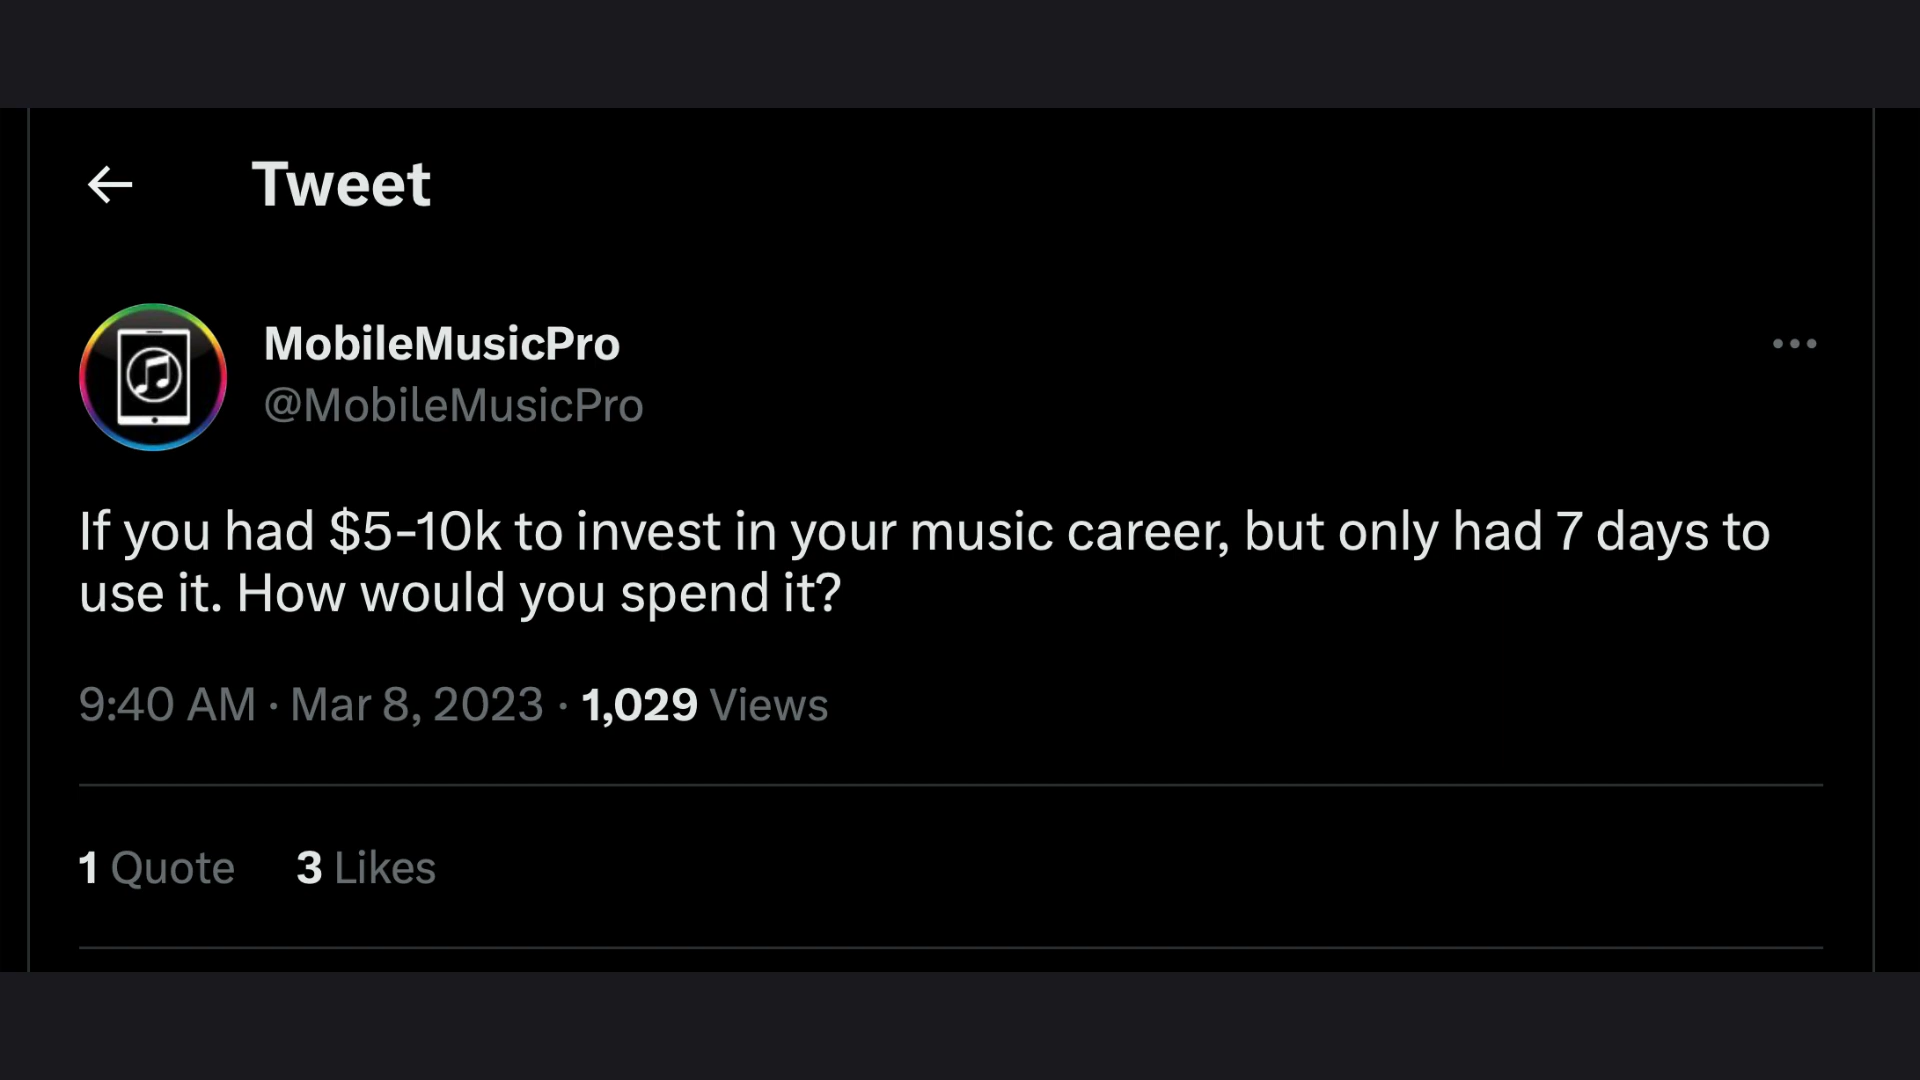 Tweet
MobileMusicPro
@MobileMusicPro
If you had $5-10k to invest in your music career, but only had 7 days to
use it. How would you spend it?
9:40 AM · Mar 8, 2023 · 1,029 Views
1 Quote 3 Likes